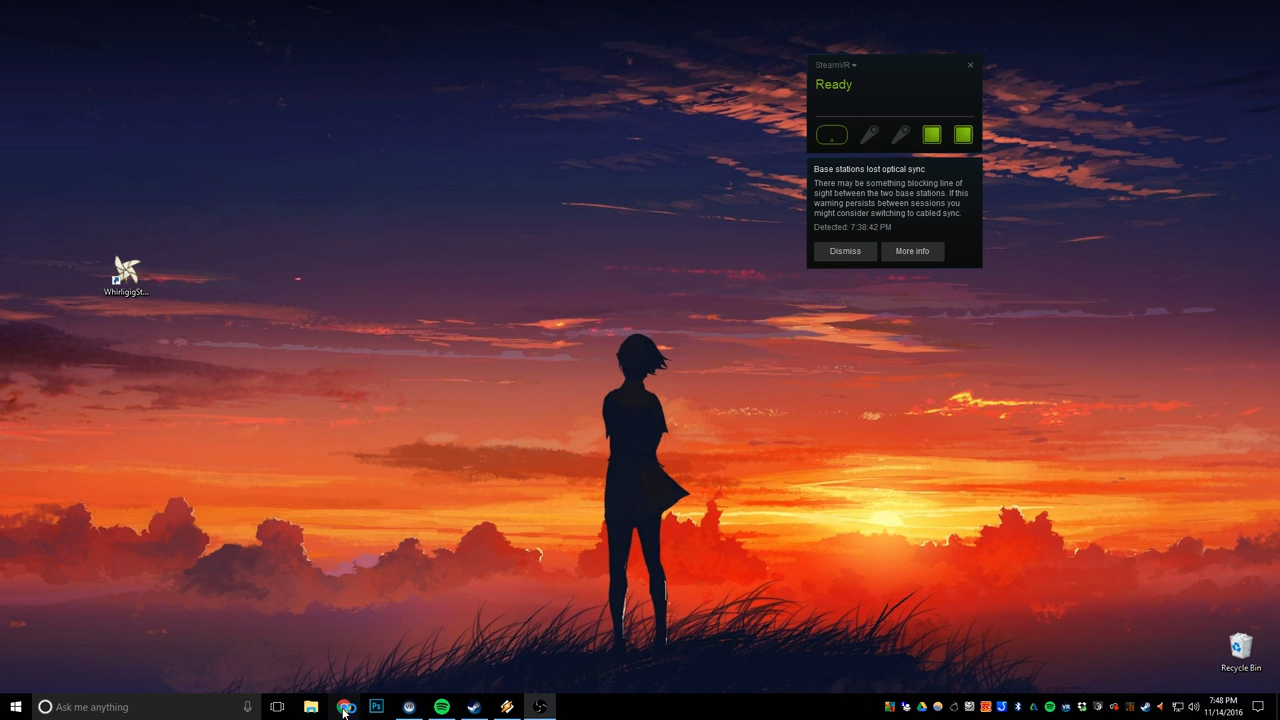 SteamVR
Ready
Base stations lost optical sync
There may be something blocking line of
sight between the two base stations. If this
warning persists between sessions you
might consider switching to cabled sync.
Detected: 7:38:42 PM
Dismiss
More info
WhirligigSt...
Recycle Bin
Ask me anything
Ps
7:48 PM
11/14/2016